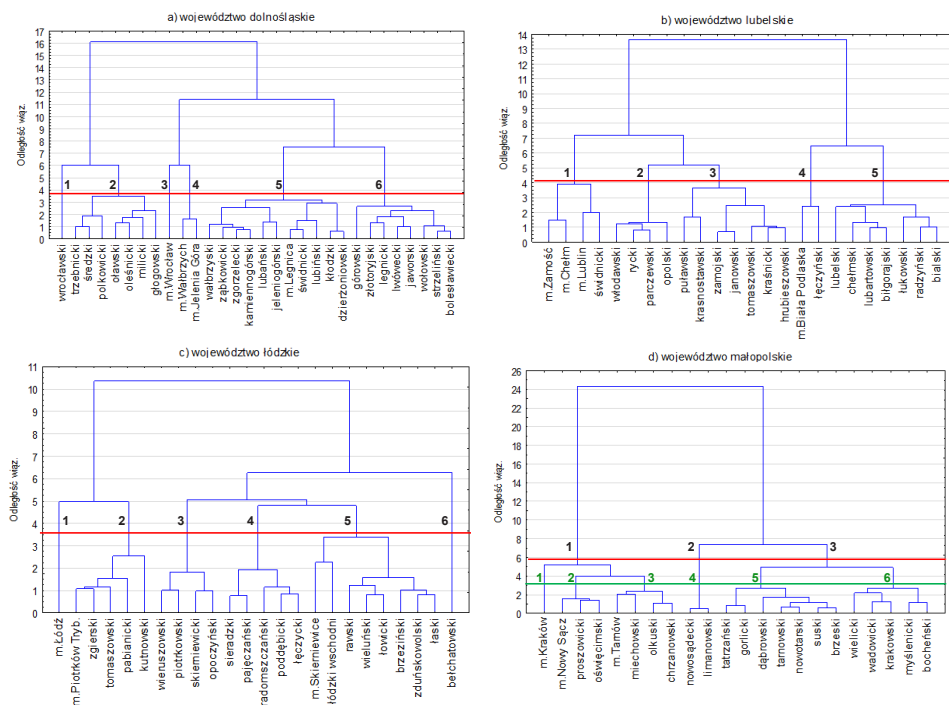 a) województwo dolnośląskie
Odległość wiąz.
17
16
15
14
13
12
11
10
9
8
7
6
5
4
3
2
1
0
1 2 3 4 5 6
wrocławski
trzebnicki
średzki
polkowicki
oławski
oleśnicki
milicki
głogowski
m.Wrocław
m.Wałbrzych
m.Jelenia Góra
wałbrzyski
ząbkowicki
zgorzelecki
kamiennogórski
lubański
jeleniogórski
m.Legnica
świdnicki
lubiński
kłodzki
dzierżoniowski
górowski
złotoryjski
legnicki
lwówecki
jaworski
wołowski
strzeliński
bolesławiecki
b) województwo lubelskie
Odległość wiąz.
14
13
12
11
10
9
8
7
6
5
4
3
2
1
0
1 2 3 4 5
m.Zamość
m.Chełm
m.Lublin
świdnicki
włodawski
rycki
parczewski
opolski
puławski
krasnostawski
zamojski
janowski
tomaszowski
kraśnicki
hrubieszowski
m.Biała Podlaska
łęczyński
lubelski
chełmski
lubartowski
biłgorajski
łukowski
radzyński
bialski
c) województwo łódzkie
Odległość wiąz.
11
10
9
8
7
6
5
4
3
2
1
0
1 2 3 4 5 6
m.Łódź
m.Piotrków Tryb.
zgierski
tomaszowski
pabianicki
kutnowski
wieruszowski
piotrkowski
skierniewicki
opoczyński
sieradzki
pajęczański
radomszczański
poddębicki
łęczycki
m.Skierniewice
łódzki wschodni
rawski
wieluński
łowicki
brzeziński
zduńskowolski
łaski
bełchatowski
d) województwo małopolskie
Odległość wiąz.
26
24
22
20
18
16
14
12
10
8
6
4
2
0
1 2 3
1 2 3 4 5 6
m.Kraków
m.Nowy Sącz
proszowicki
oświęcimski
m.Tarnów
miechowski
olkuski
chrzanowski
nowosądecki
limanowski
tatrzański
gorlicki
dąbrowski
tarnowski
nowotarski
suski
brzeski
wielicki
wadowicki
krakowski
myślenicki
bocheński